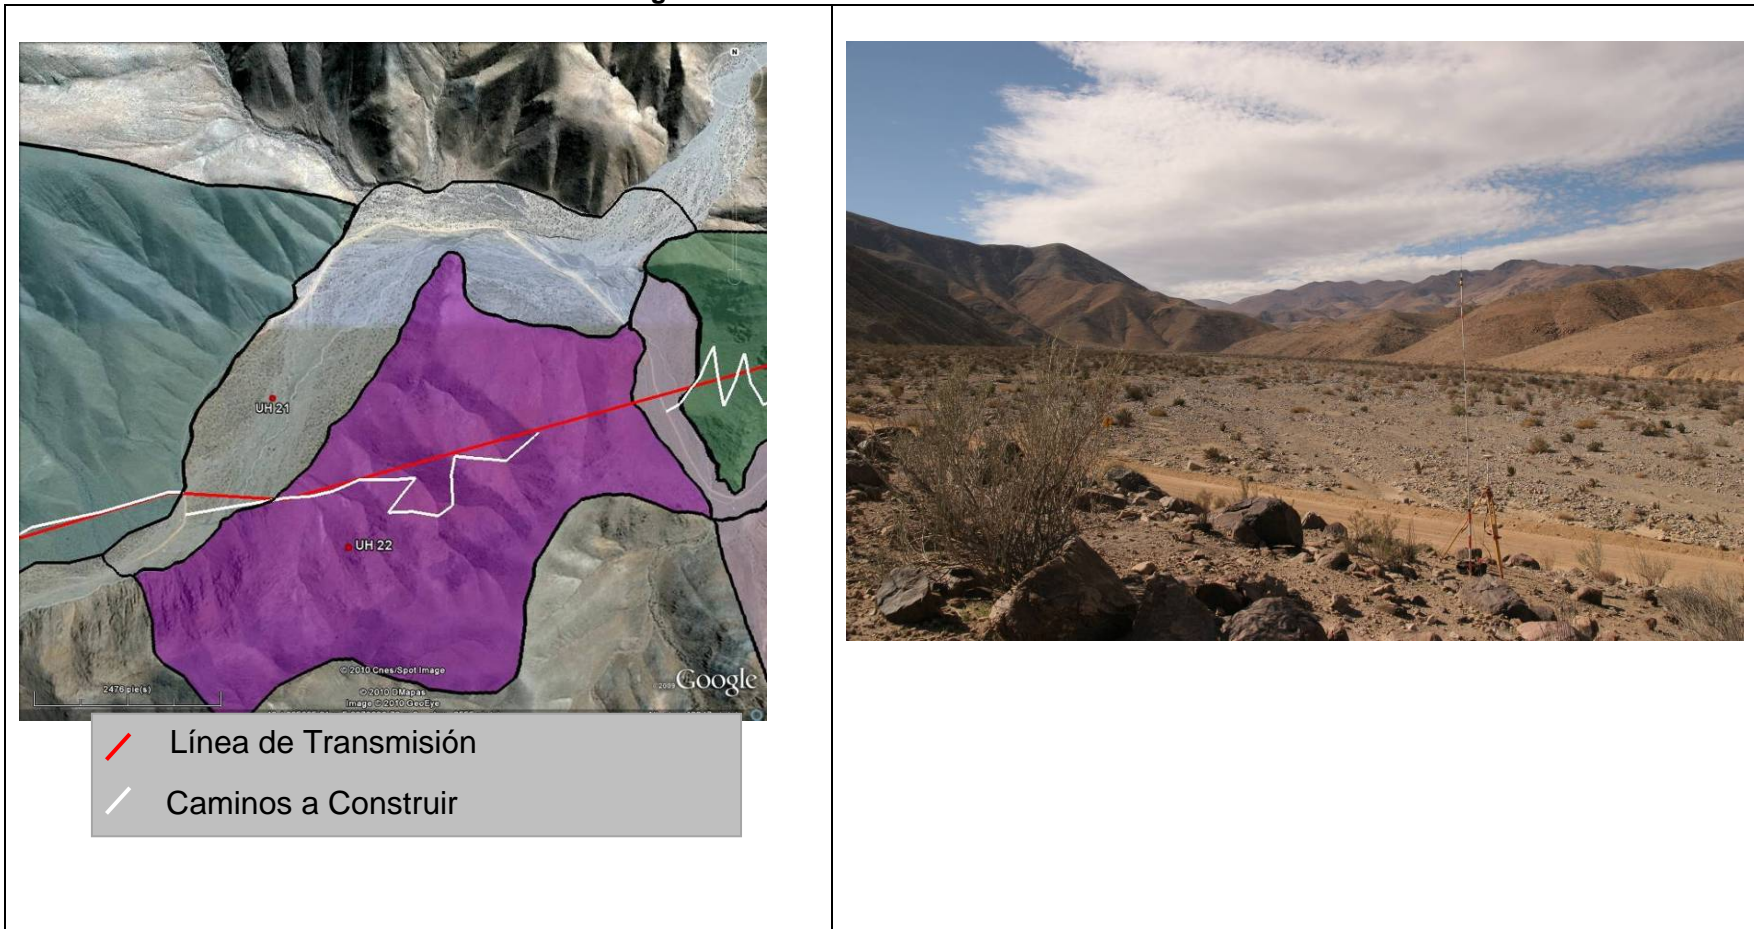 N
UH 21
UH 22
© 2010 Cnes/Spot Image
© 2010 DMapas
Image © 2010 GeoEye
© 2009 Google
2476 pie(s)
Línea de Transmisión
Caminos a Construir